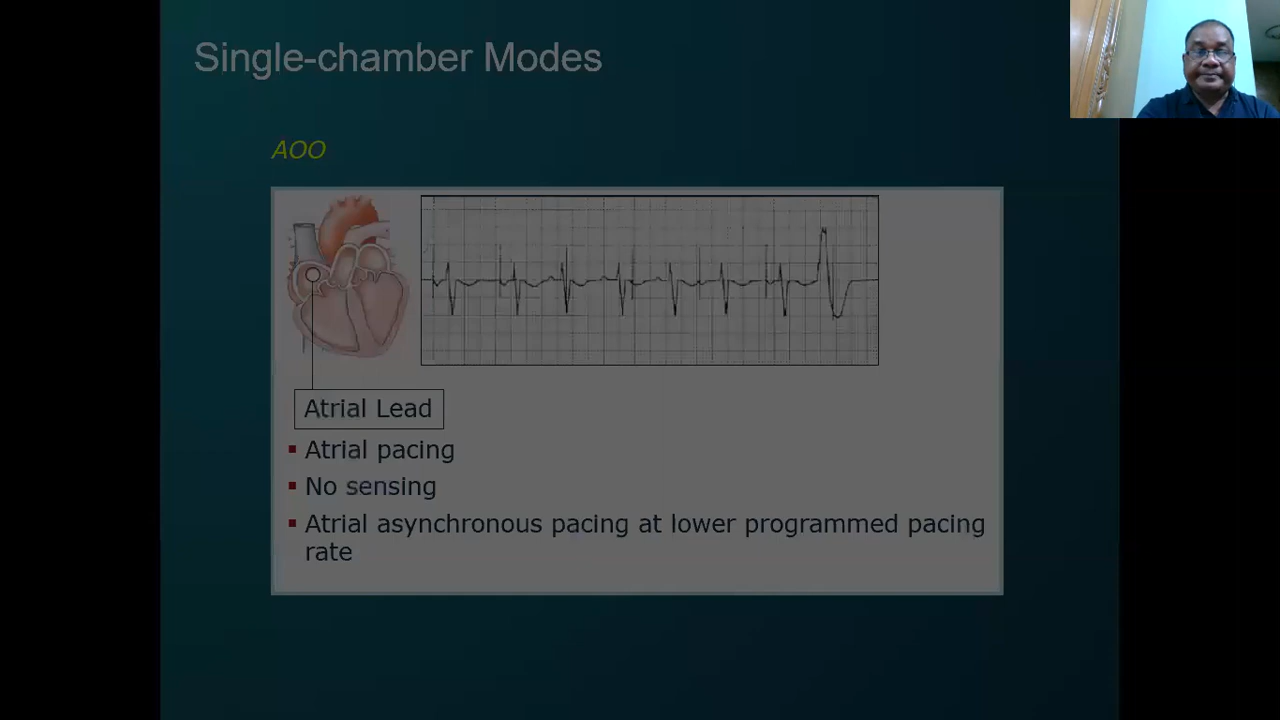 Single-chamber Modes
AOO
Atrial Lead
▪ Atrial pacing
▪ No sensing
▪ Atrial asynchronous pacing at lower programmed pacing
rate